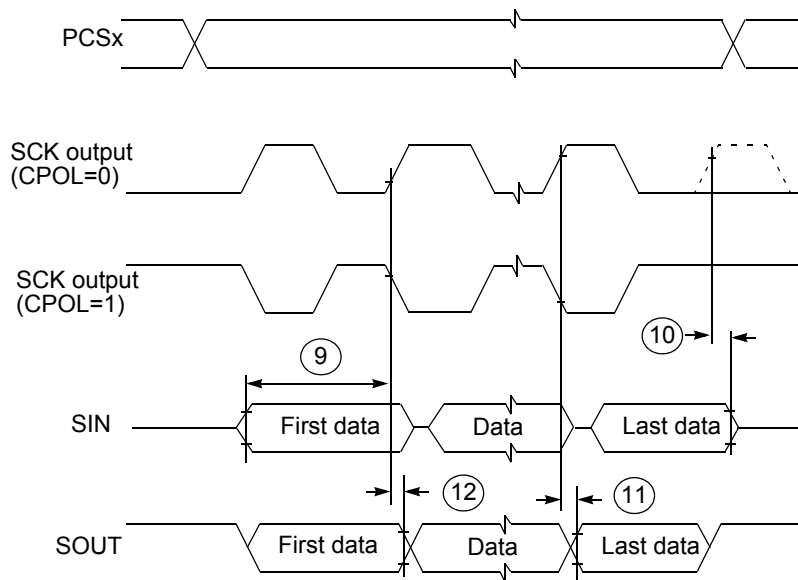 PCSx
SCK output
(CPOL=0)
SCK output
(CPOL=1)
10
9
SIN
First data
Data
Last data
12
11
SOUT
First data
Data
Last data